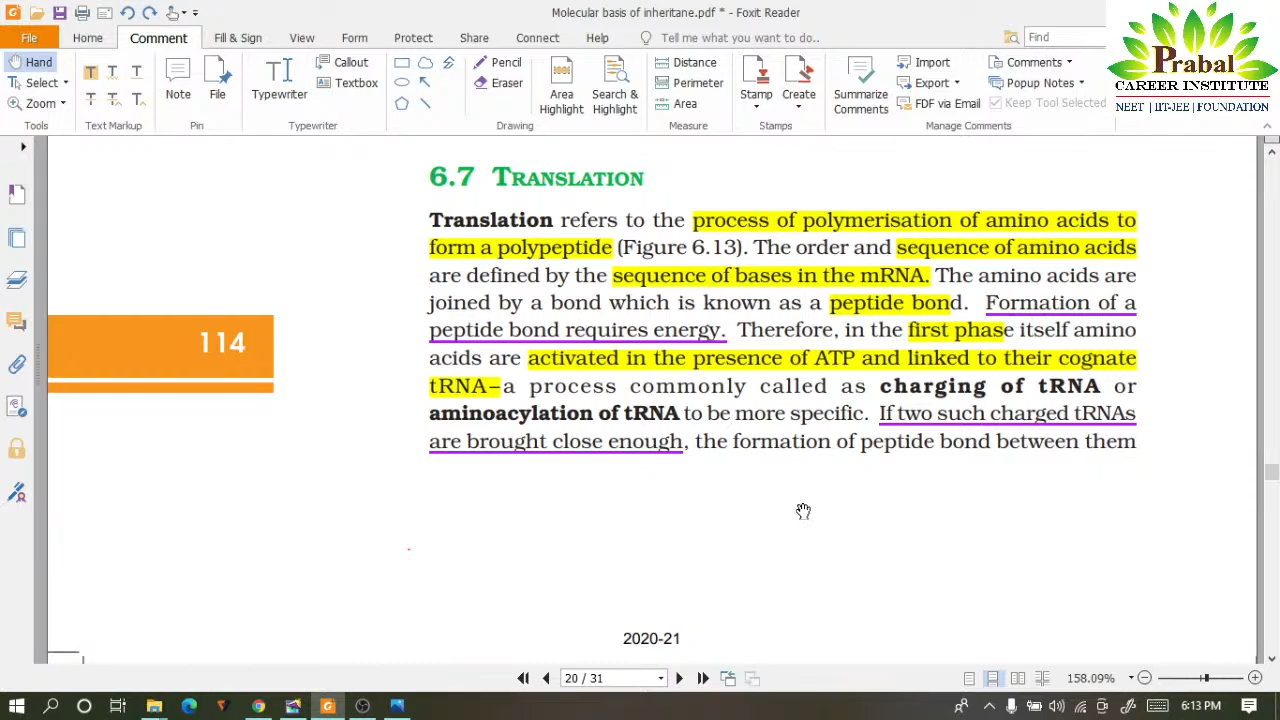 Molecular basis of inheritane.pdf * - Foxit Reader
File Home Comment Fill & Sign View Form Protect Share Connect Help Tell me what you want to do.. Find
Prabal
CAREER INSTITUTE
NEET | IIT-JEE | FOUNDATION
Hand
Select
Zoom
Tools
Text Markup
Note
File
Pin
Typewriter
Callout
Textbox
Typewriter
Pencil
Eraser
Area Highlight
Search & Highlight
Drawing
Distance
Perimeter
Area
Measure
Stamp
Create
Stamps
Summarize Comments
Import
Export
FDF via Email
Comments
Popup Notes
Keep Tool Selected
Manage Comments
6.7 TRANSLATION
Translation refers to the process of polymerisation of amino acids to
form a polypeptide (Figure 6.13). The order and sequence of amino acids
are defined by the sequence of bases in the mRNA. The amino acids are
joined by a bond which is known as a peptide bond. Formation of a
peptide bond requires energy. Therefore, in the first phase itself amino
acids are activated in the presence of ATP and linked to their cognate
tRNA–a process commonly called as charging of tRNA or
aminoacylation of tRNA to be more specific. If two such charged tRNAs
are brought close enough, the formation of peptide bond between them
114
2020-21
20 / 31
158.09%
6:13 PM